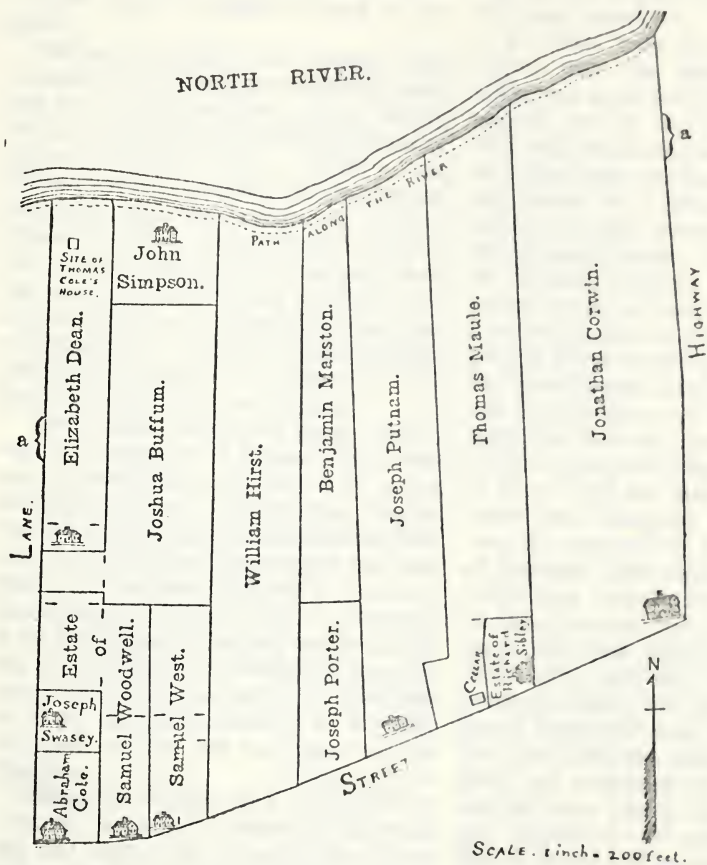 NORTH RIVER.
a
PATH ALONG THE RIVER
HIGHWAY
SITE OF
THOMAS
COLE'S
HOUSE.
John
Simpson.
Elizabeth Dean.
Joshua Buffum.
William Hirst.
Benjamin Marston.
Joseph Putnam.
Thomas Maule.
Jonathan Corwin.
a
LANE.
Estate
of
Joseph
Swasey.
Abraham
Cole.
Samuel Woodwell.
Samuel West.
Joseph Porter.
CELLAR
Estate of
Richard
Sibley
STREET
N
SCALE. 1 inch = 200 feet.